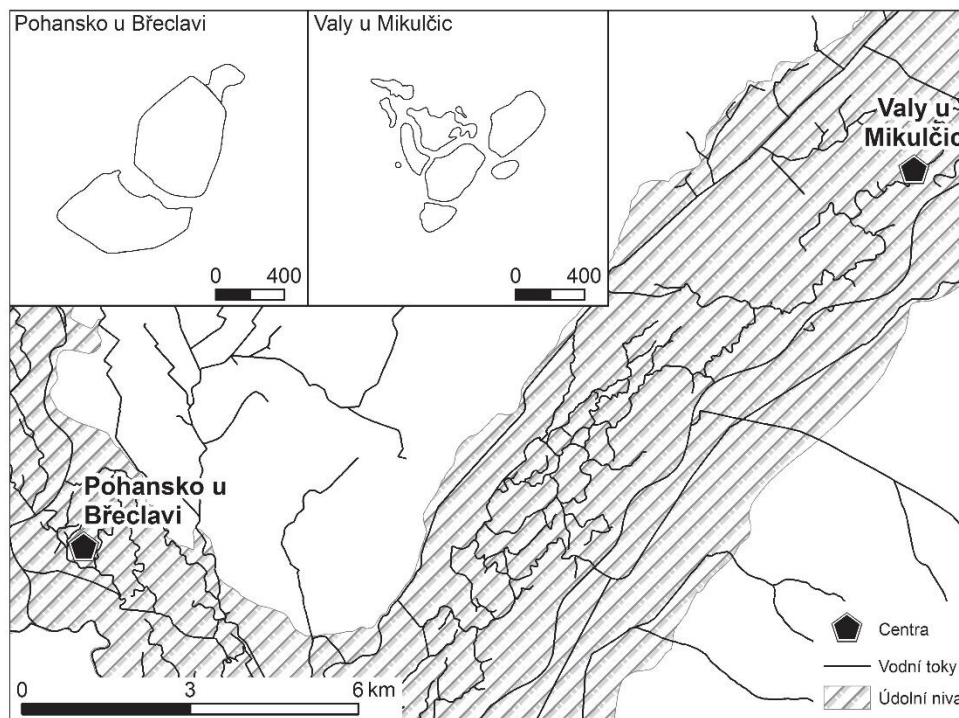 Pohansko u Břeclavi
Valy u Mikulčic
0 400
0 400
Valy u
Mikulčic
Pohansko u
Břeclavi
Centra
Vodní toky
Údolní niva
0 3 6 km